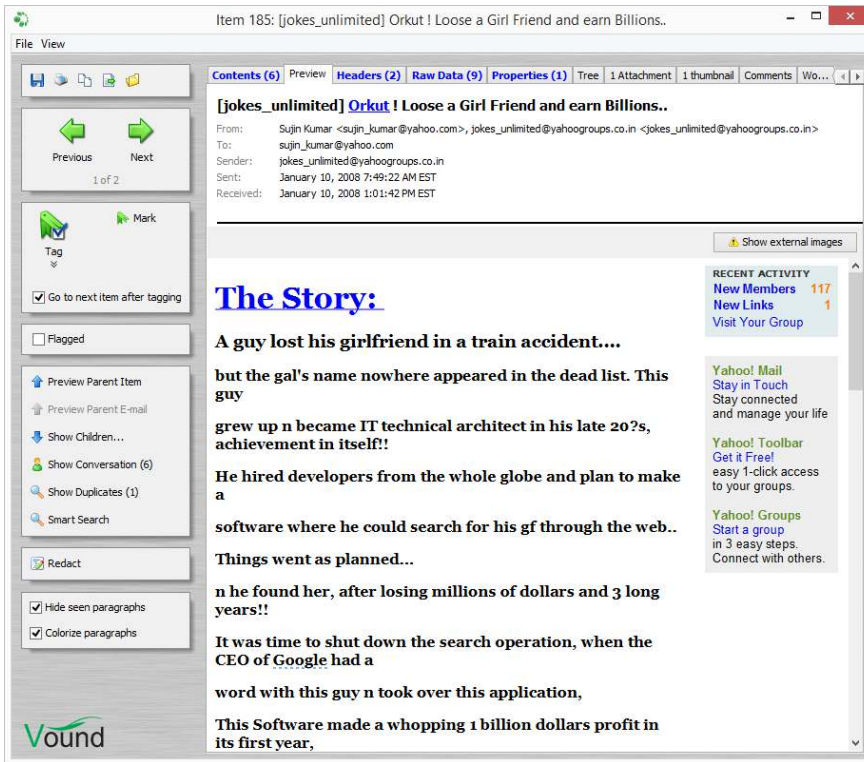 Item 185: [jokes_unlimited] Orkut ! Loose a Girl Friend and earn Billions..
File View
Contents (6) Preview Headers (2) Raw Data (9) Properties (1) Tree 1 Attachment 1 thumbnail Comments Wo...
Previous Next
1 of 2
Mark
Tag
Go to next item after tagging
Flagged
Preview Parent Item
Preview Parent E-mail
Show Children...
Show Conversation (6)
Show Duplicates (1)
Smart Search
Redact
Hide seen paragraphs
Colorize paragraphs
Vound
[jokes_unlimited] Orkut ! Loose a Girl Friend and earn Billions..
From: Sujin Kumar <sujin_kumar@yahoo.com>, jokes_unlimited@yahoogroups.co.in <jokes_unlimited@yahoogroups.co.in>
To: sujin_kumar@yahoo.com
Sender: jokes_unlimited@yahoogroups.co.in
Sent: January 10, 2008 7:49:22 AM EST
Received: January 10, 2008 1:01:42 PM EST
Show external images
The Story:
A guy lost his girlfriend in a train accident....
but the gal's name nowhere appeared in the dead list. This
guy
grew up n became IT technical architect in his late 20?s,
achievement in itself!!
He hired developers from the whole globe and plan to make
a
software where he could search for his gf through the web..
Things went as planned...
n he found her, after losing millions of dollars and 3 long
years!!
It was time to shut down the search operation, when the
CEO of Google had a
word with this guy n took over this application,
This Software made a whopping 1 billion dollars profit in
its first year,
RECENT ACTIVITY
New Members 117
New Links 1
Visit Your Group
Yahoo! Mail
Stay in Touch
Stay connected
and manage your life
Yahoo! Toolbar
Get it Free!
easy 1-click access
to your groups.
Yahoo! Groups
Start a group
in 3 easy steps.
Connect with others.